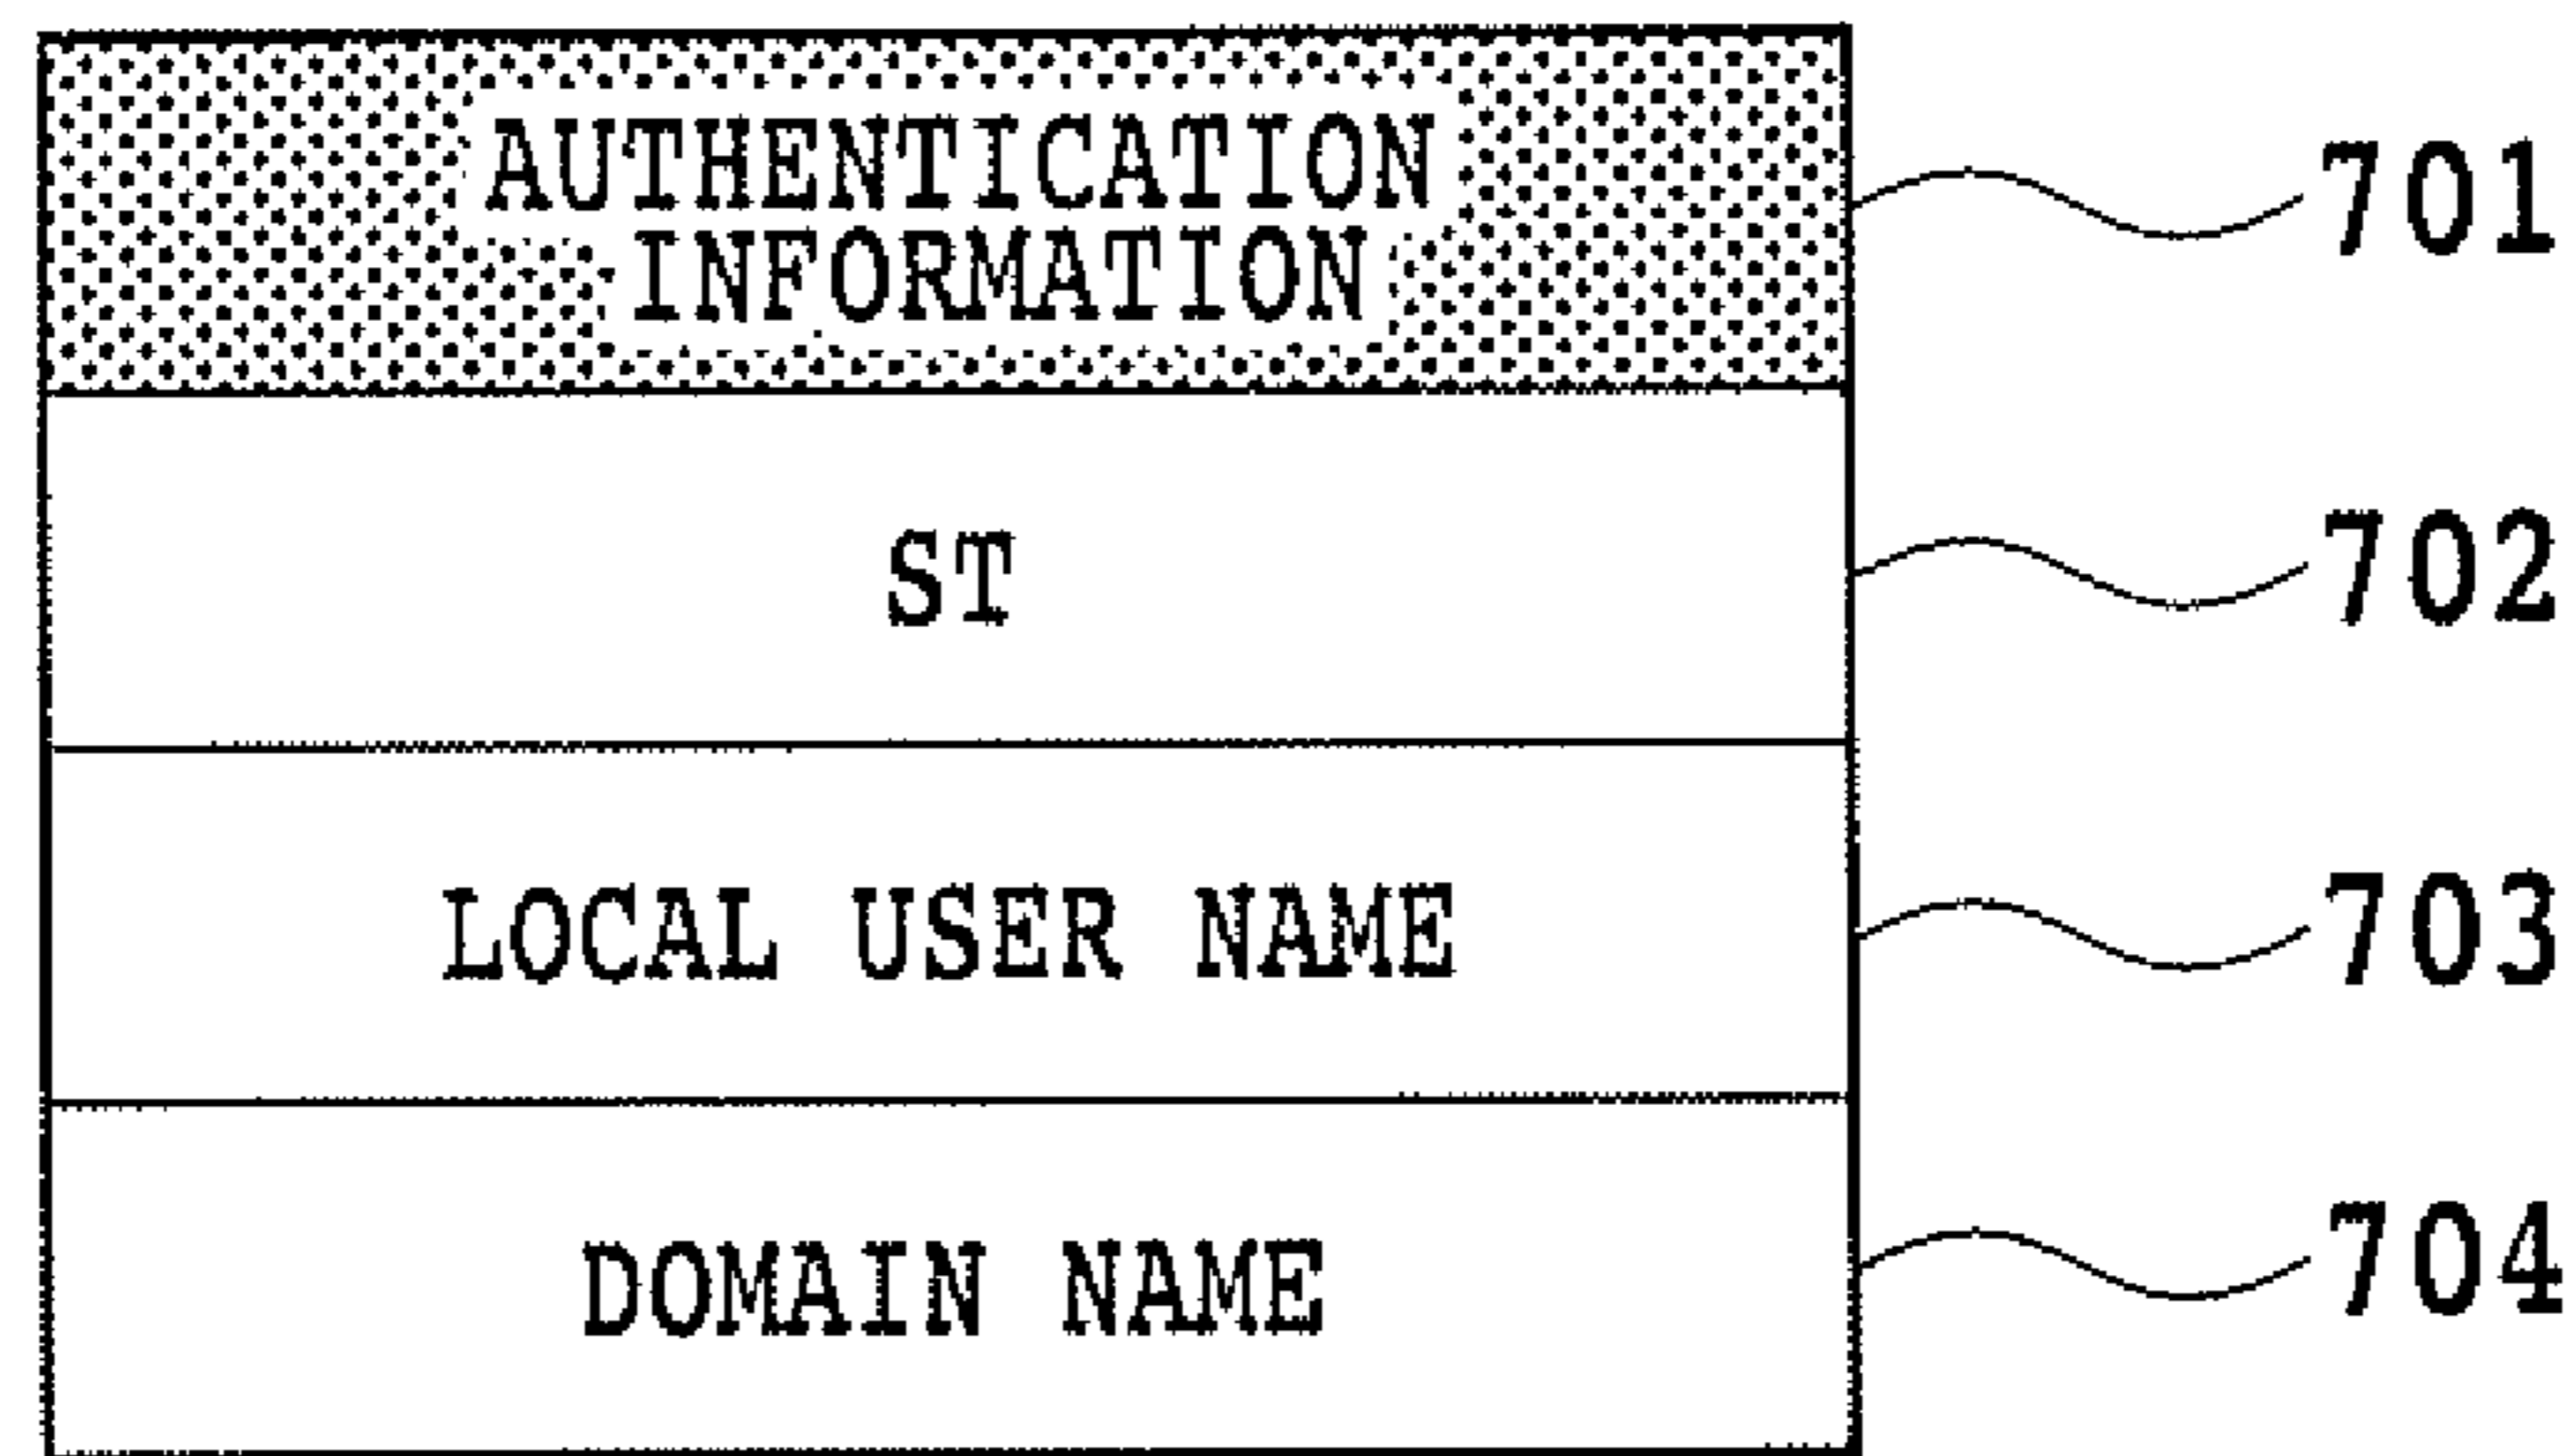 AUTHENTICATION
INFORMATION
701
ST
702
LOCAL USER NAME
703
DOMAIN NAME
704